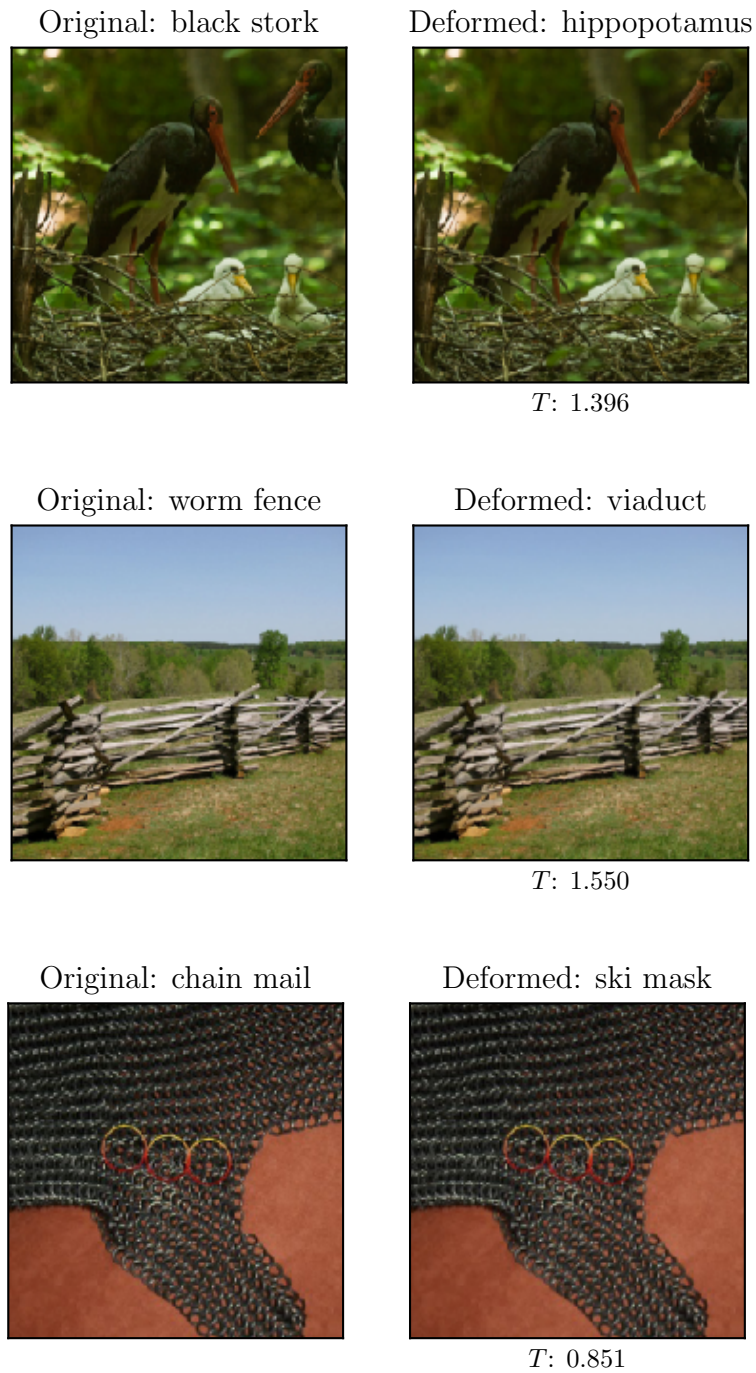 Original: black stork
Deformed: hippopotamus
T: 1.396
Original: worm fence
Deformed: viaduct
T: 1.550
Original: chain mail
Deformed: ski mask
T: 0.851